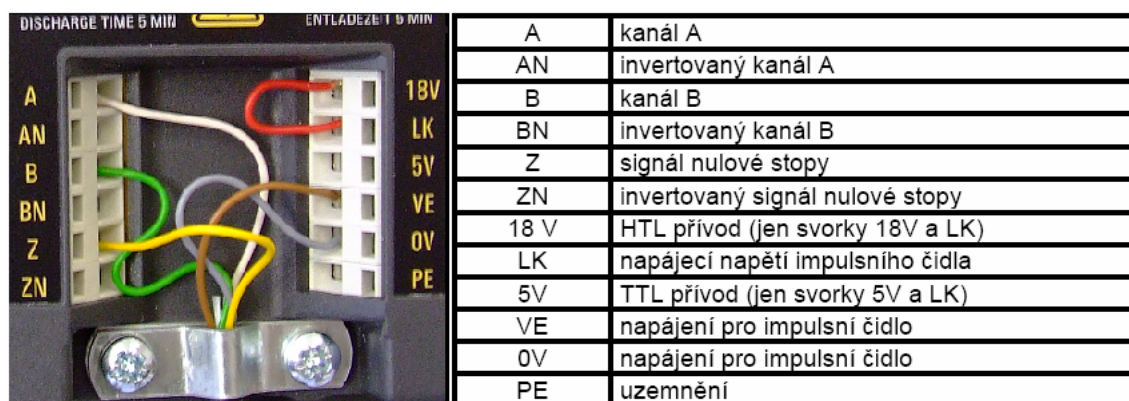 DISCHARGE TIME 5 MIN
ENTLADEZEIT 5 MIN
A
AN
B
BN
Z
ZN
18V
LK
5V
VE
0V
PE
A kanál A
AN invertovaný kanál A
B kanál B
BN invertovaný kanál B
Z signál nulové stopy
ZN invertovaný signál nulové stopy
18 V HTL přívod (jen svorky 18V a LK)
LK napájecí napětí impulsního čidla
5V TTL přívod (jen svorky 5V a LK)
VE napájení pro impulsní čidlo
0V napájení pro impulsní čidlo
PE uzemnění